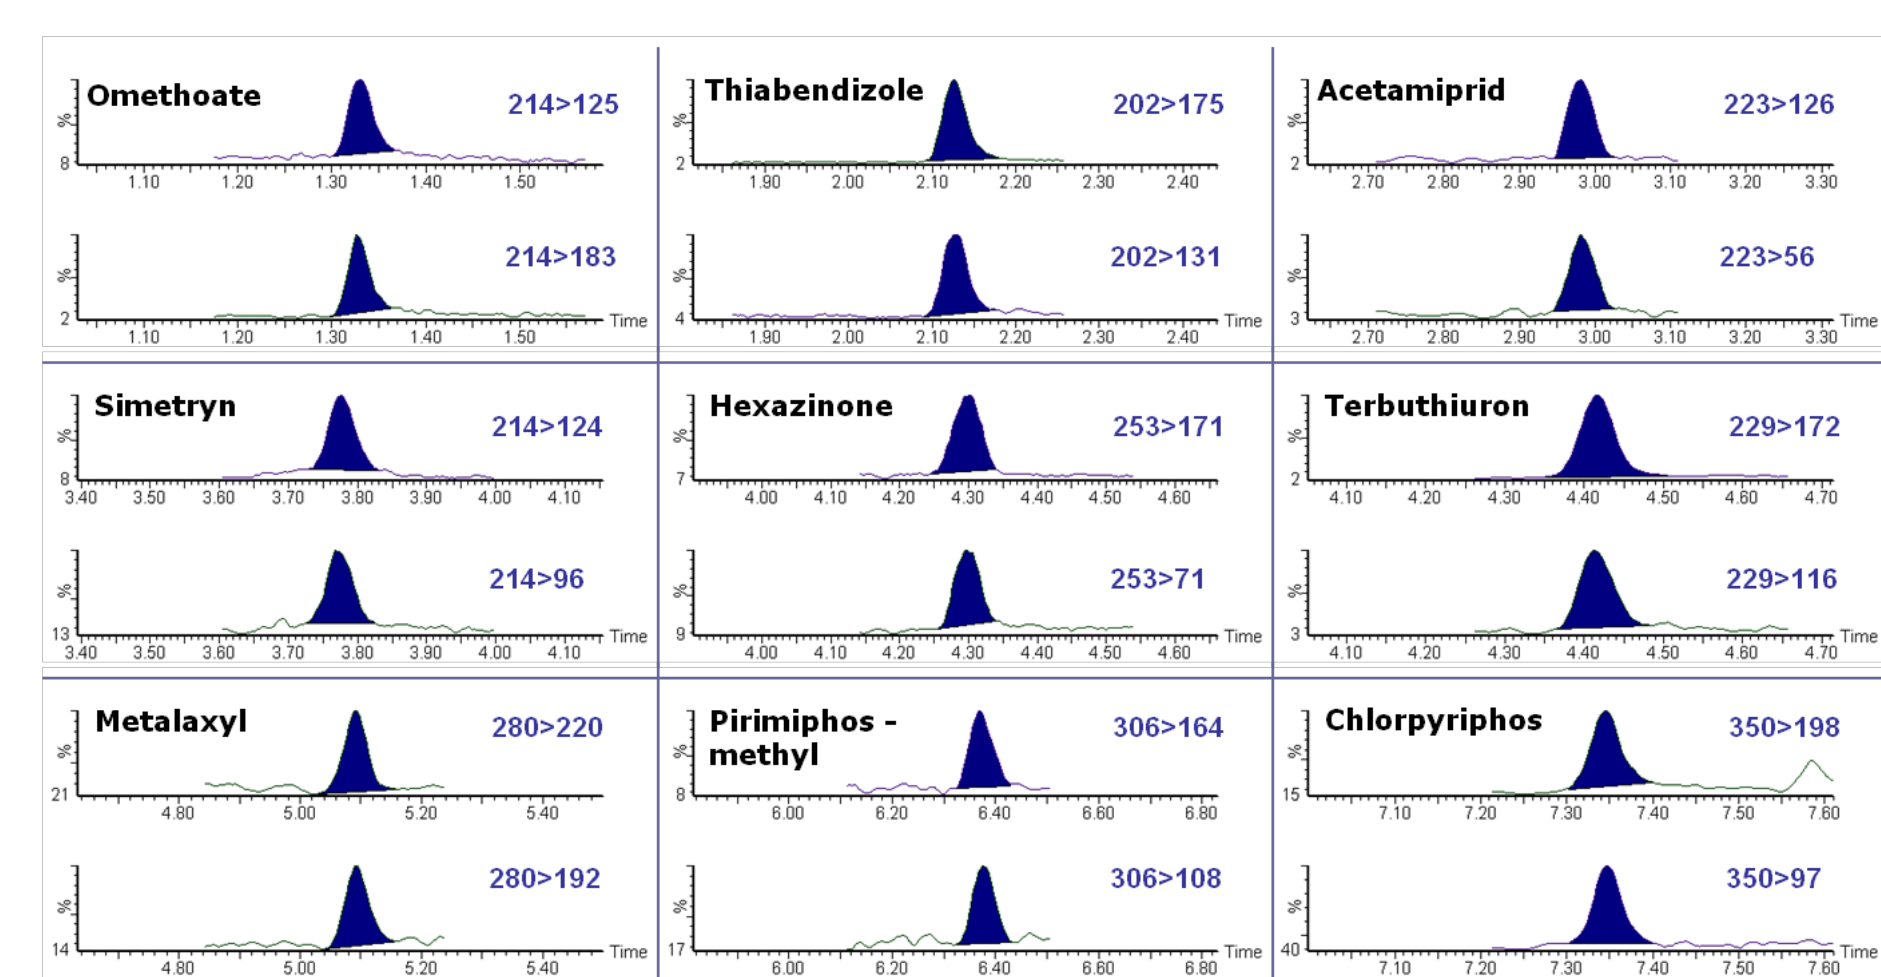 Omethoate
214>125
%
8
1.10 1.20 1.30 1.40 1.50
214>183
%
2
Time
1.10 1.20 1.30 1.40 1.50
Thiabendizole
202>175
%
2
1.90 2.00 2.10 2.20 2.30 2.40
202>131
%
4
Time
1.90 2.00 2.10 2.20 2.30 2.40
Acetamiprid
223>126
%
2
2.70 2.80 2.90 3.00 3.10 3.20 3.30
223>56
%
3
Time
2.70 2.80 2.90 3.00 3.10 3.20 3.30
Simetryn
214>124
%
8
3.40 3.50 3.60 3.70 3.80 3.90 4.00 4.10
214>96
%
13
Time
3.40 3.50 3.60 3.70 3.80 3.90 4.00 4.10
Hexazinone
253>171
%
7
4.00 4.10 4.20 4.30 4.40 4.50 4.60
253>71
%
9
Time
4.00 4.10 4.20 4.30 4.40 4.50 4.60
Terbuthiuron
229>172
%
2
4.10 4.20 4.30 4.40 4.50 4.60 4.70
229>116
%
3
Time
4.10 4.20 4.30 4.40 4.50 4.60 4.70
Metalaxyl
280>220
%
21
4.80 5.00 5.20 5.40
280>192
%
14
Time
4.80 5.00 5.20 5.40
Pirimiphos -
methyl
306>164
%
8
6.00 6.20 6.40 6.60 6.80
306>108
%
17
Time
6.00 6.20 6.40 6.60 6.80
Chlorpyriphos
350>198
%
15
7.10 7.20 7.30 7.40 7.50 7.60
350>97
%
40
Time
7.10 7.20 7.30 7.40 7.50 7.60